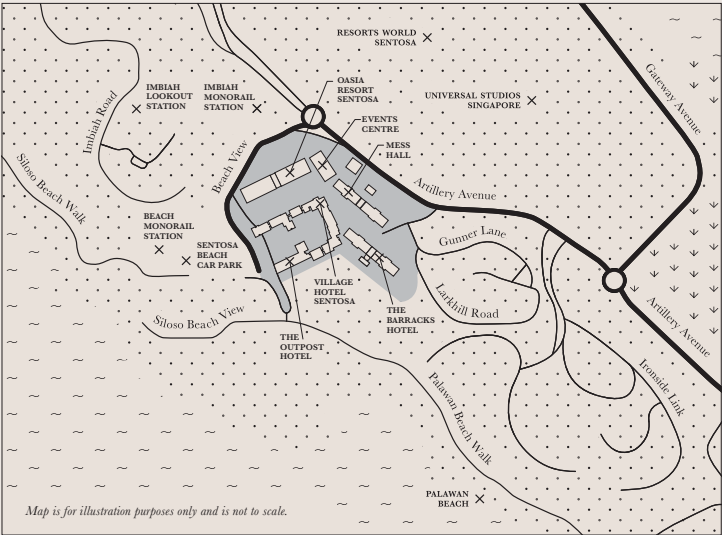 RESORTS WORLD
SENTOSA
Gateway Avenue
OASIA
RESORT
SENTOSA
IMBIAH
LOOKOUT
STATION
IMBIAH
MONORAIL
STATION
UNIVERSAL STUDIOS
SINGAPORE
Imbiah Road
EVENTS
CENTRE
MESS
HALL
Beach View
Siloso Beach Walk
Artillery Avenue
BEACH
MONORAIL
STATION
SENTOSA
BEACH
CAR PARK
Gunner Lane
VILLAGE
HOTEL
SENTOSA
Larkhill Road
THE
BARRACKS
HOTEL
Artillery Avenue
Siloso Beach View
THE
OUTPOST
HOTEL
Ironside Link
Palawan Beach Walk
PALAWAN
BEACH
Map is for illustration purposes only and is not to scale.